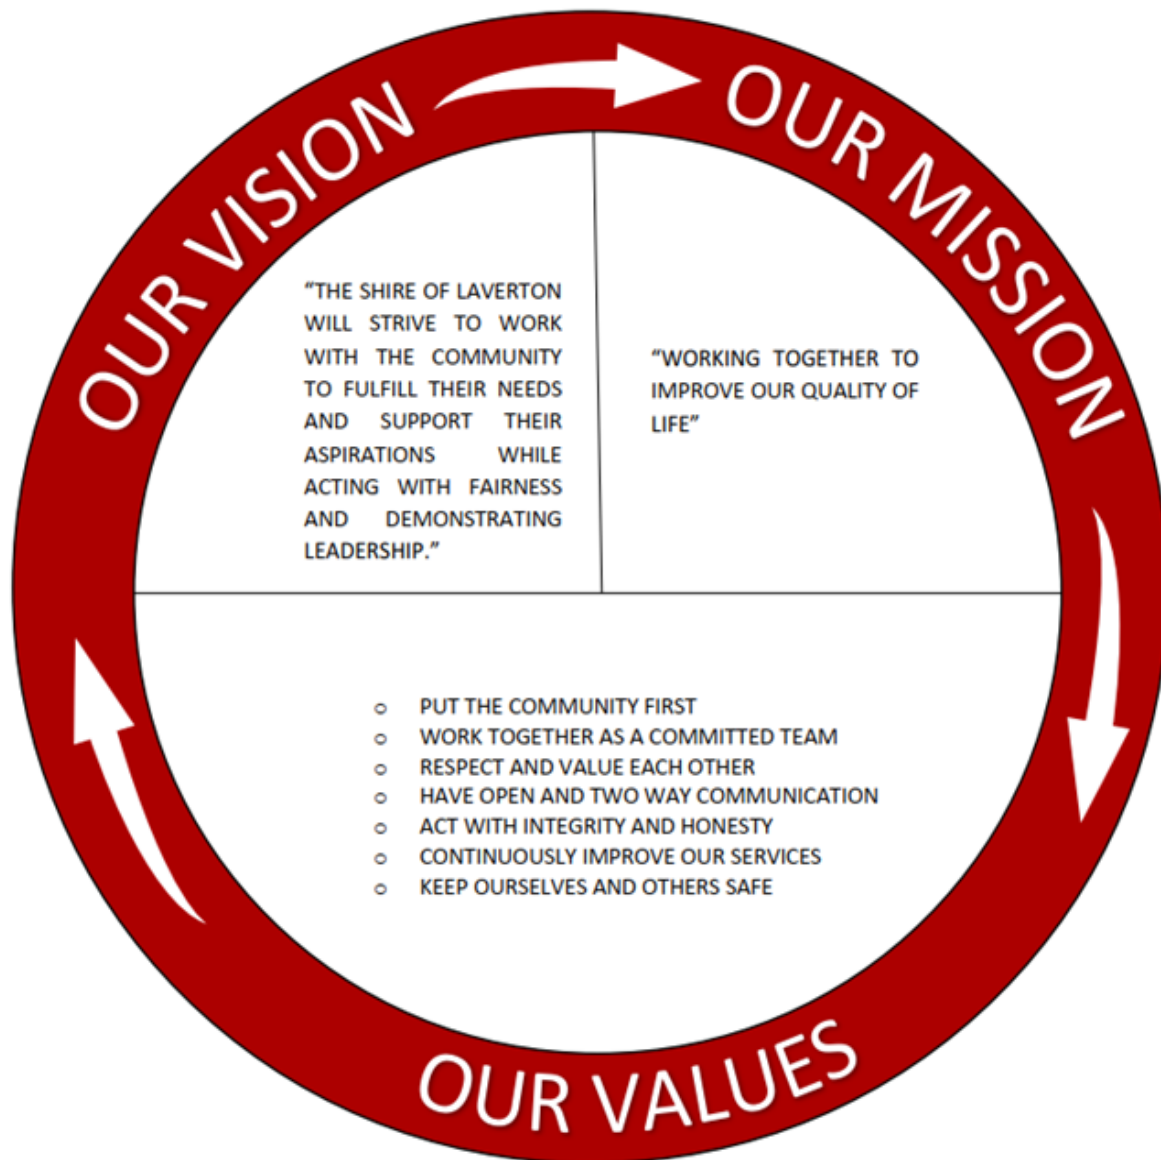 OUR VISION
"THE SHIRE OF LAVERTON
WILL STRIVE TO WORK
WITH THE COMMUNITY
TO FULFILL THEIR NEEDS
AND SUPPORT THEIR
ASPIRATIONS WHILE
ACTING WITH FAIRNESS
AND DEMONSTRATING
LEADERSHIP."
OUR MISSION
"WORKING TOGETHER TO
IMPROVE OUR QUALITY OF
LIFE"
o PUT THE COMMUNITY FIRST
o WORK TOGETHER AS A COMMITTED TEAM
o RESPECT AND VALUE EACH OTHER
o HAVE OPEN AND TWO WAY COMMUNICATION
o ACT WITH INTEGRITY AND HONESTY
o CONTINUOUSLY IMPROVE OUR SERVICES
o KEEP OURSELVES AND OTHERS SAFE
OUR VALUES